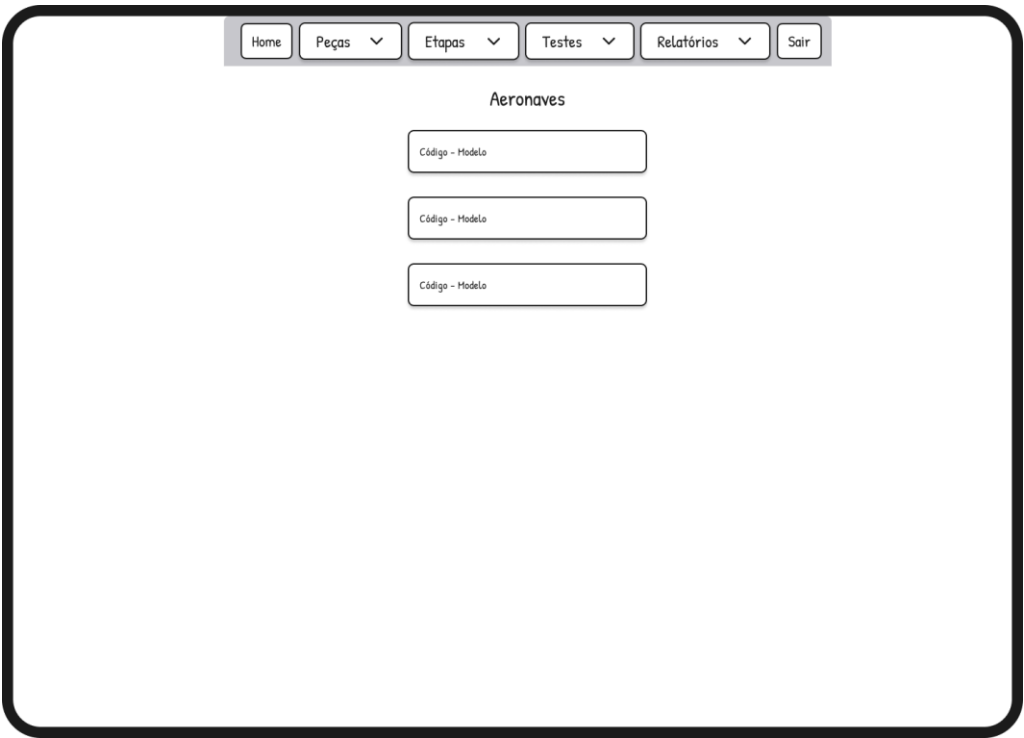 Home Peças Etapas Testes Relatórios Sair
Aeronaves
Código - Modelo
Código - Modelo
Código - Modelo